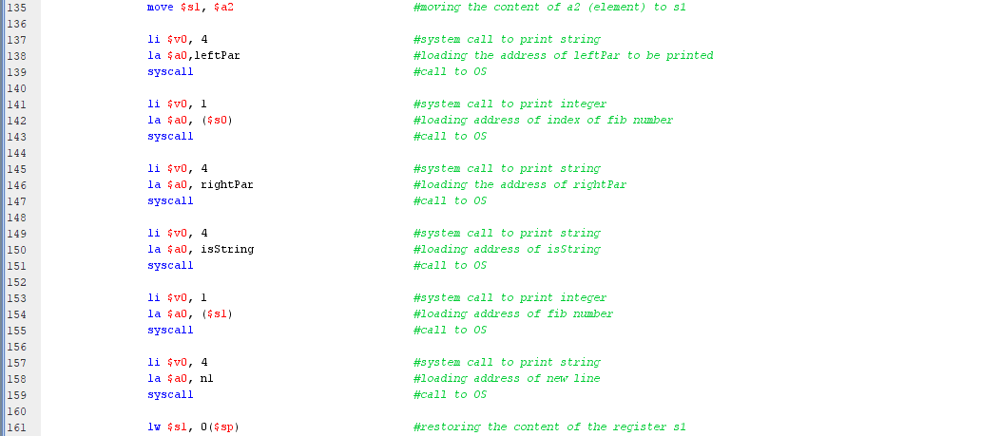 135 move $s1, $a2 #moving the content of a2 (element) to s1
136
137 li $v0, 4 #system call to print string
138 la $a0,leftPar #loading the address of leftPar to be printed
139 syscall #call to OS
140
141 li $v0, 1 #system call to print integer
142 la $a0, ($s0) #loading address of index of fib number
143 syscall #call to OS
144
145 li $v0, 4 #system call to print string
146 la $a0, rightPar #loading the address of rightPar
147 syscall #call to OS
148
149 li $v0, 4 #system call to print string
150 la $a0, isString #loading address of isString
151 syscall #call to OS
152
153 li $v0, 1 #system call to print integer
154 la $a0, ($s1) #loading address of fib number
155 syscall #call to OS
156
157 li $v0, 4 #system call to print string
158 la $a0, nl #loading address of new line
159 syscall #call to OS
160
161 lw $s1, 0($sp) #restoring the content of the register s1